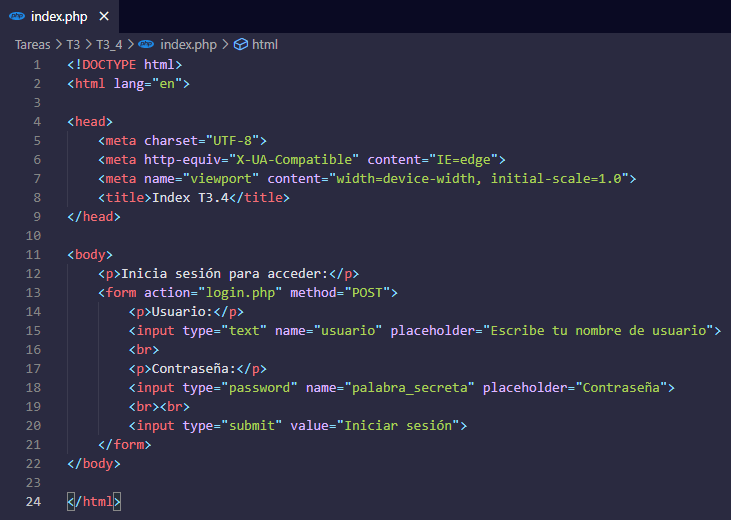 index.php
Tareas > T3 > T3_4 > index.php > html
1 <!DOCTYPE html>
2 <html lang="en">
3
4 <head>
5     <meta charset="UTF-8">
6     <meta http-equiv="X-UA-Compatible" content="IE=edge">
7     <meta name="viewport" content="width=device-width, initial-scale=1.0">
8     <title>Index T3.4</title>
9 </head>
10
11 <body>
12     <p>Inicia sesión para acceder:</p>
13     <form action="login.php" method="POST">
14         <p>Usuario:</p>
15         <input type="text" name="usuario" placeholder="Escribe tu nombre de usuario">
16         <br>
17         <p>Contraseña:</p>
18         <input type="password" name="palabra_secreta" placeholder="Contraseña">
19         <br><br>
20         <input type="submit" value="Iniciar sesión">
21     </form>
22 </body>
23
24 </html>